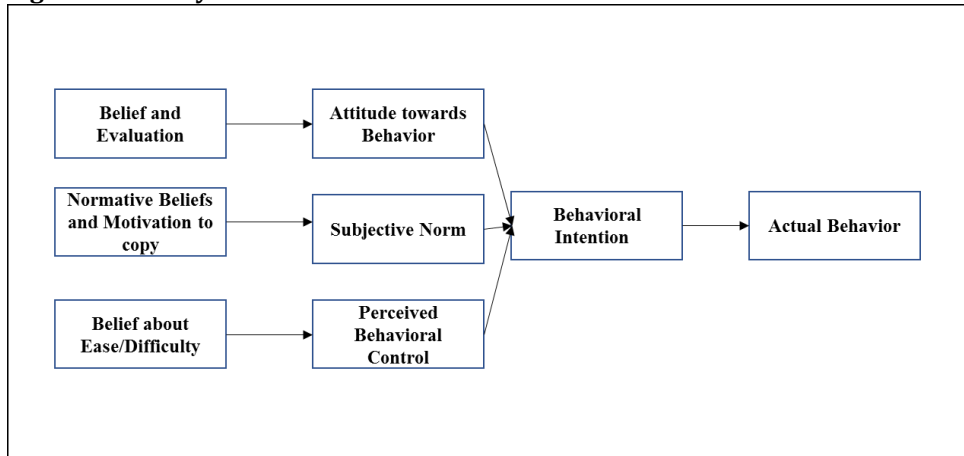 Belief and
Evaluation
Attitude towards
Behavior
Normative Beliefs
and Motivation to
copy
Subjective Norm
Behavioral
Intention
Actual Behavior
Belief about
Ease/Difficulty
Perceived
Behavioral
Control